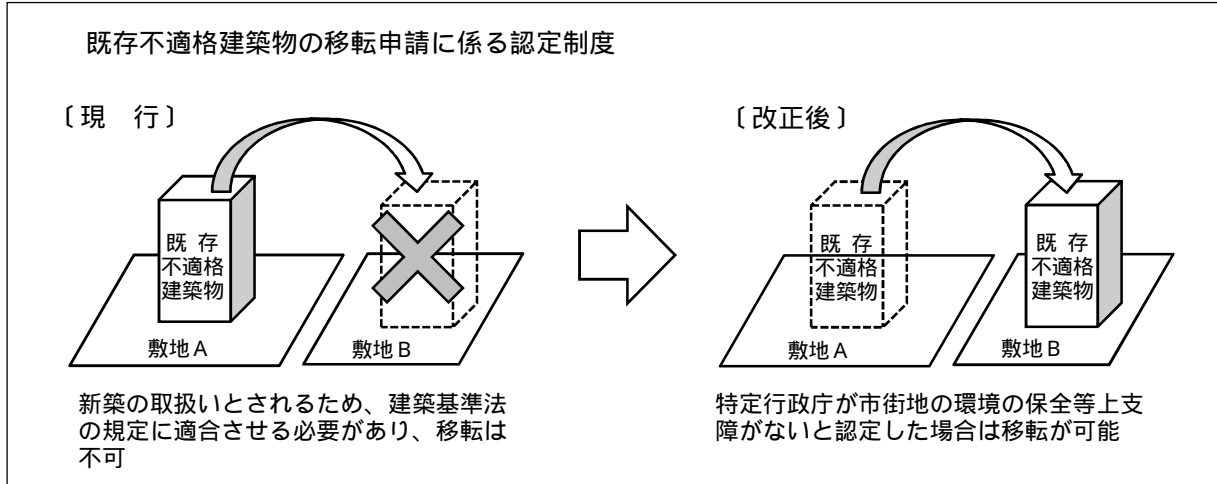 既存不適格建築物の移転申請に係る認定制度
〔現　行〕
既 存
不適格
建築物
敷地A
敷地B
新築の取扱いとされるため、建築基準法
の規定に適合させる必要があり、移転は
不可
〔改正後〕
既 存
不適格
建築物
敷地A
既 存
不適格
建築物
敷地B
特定行政庁が市街地の環境の保全等上支
障がないと認定した場合は移転が可能